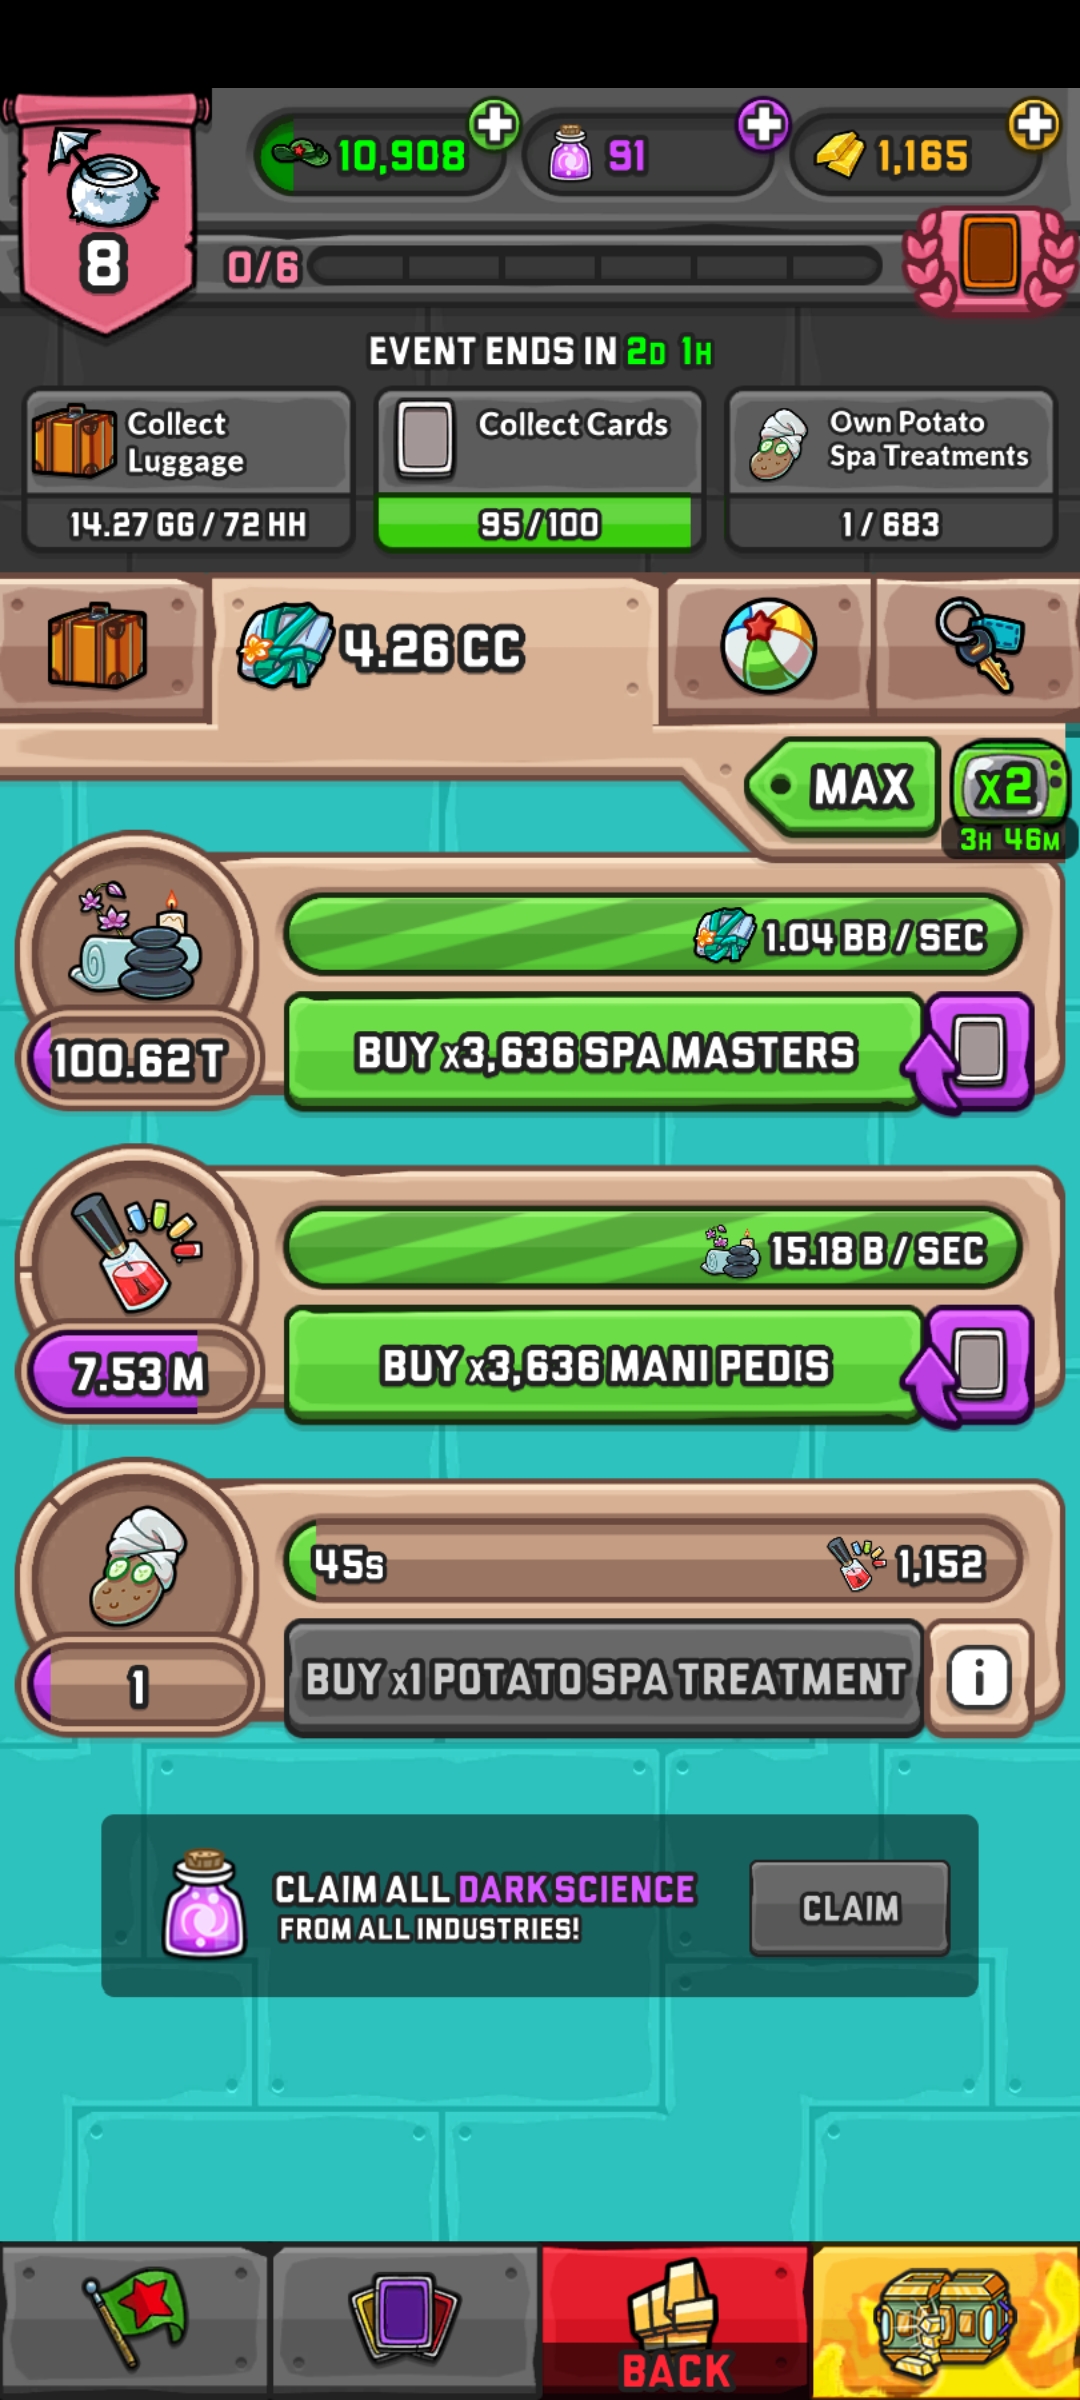 10,908
91
1,165
8
0/6
EVENT ENDS IN 2D 1H
Collect
Luggage
14.27 GG / 72 HH
Collect Cards
95/100
Own Potato
Spa Treatments
1 / 683
4.26 CC
MAX
x2
3H 46M
1.04 BB / SEC
100.62 T
BUY x3,636 SPA MASTERS
15.18 B / SEC
7.53 M
BUY x3,636 MANI PEDIS
45s
1,152
1
BUY x1 POTATO SPA TREATMENT
i
CLAIM ALL DARK SCIENCE
FROM ALL INDUSTRIES!
CLAIM
BACK